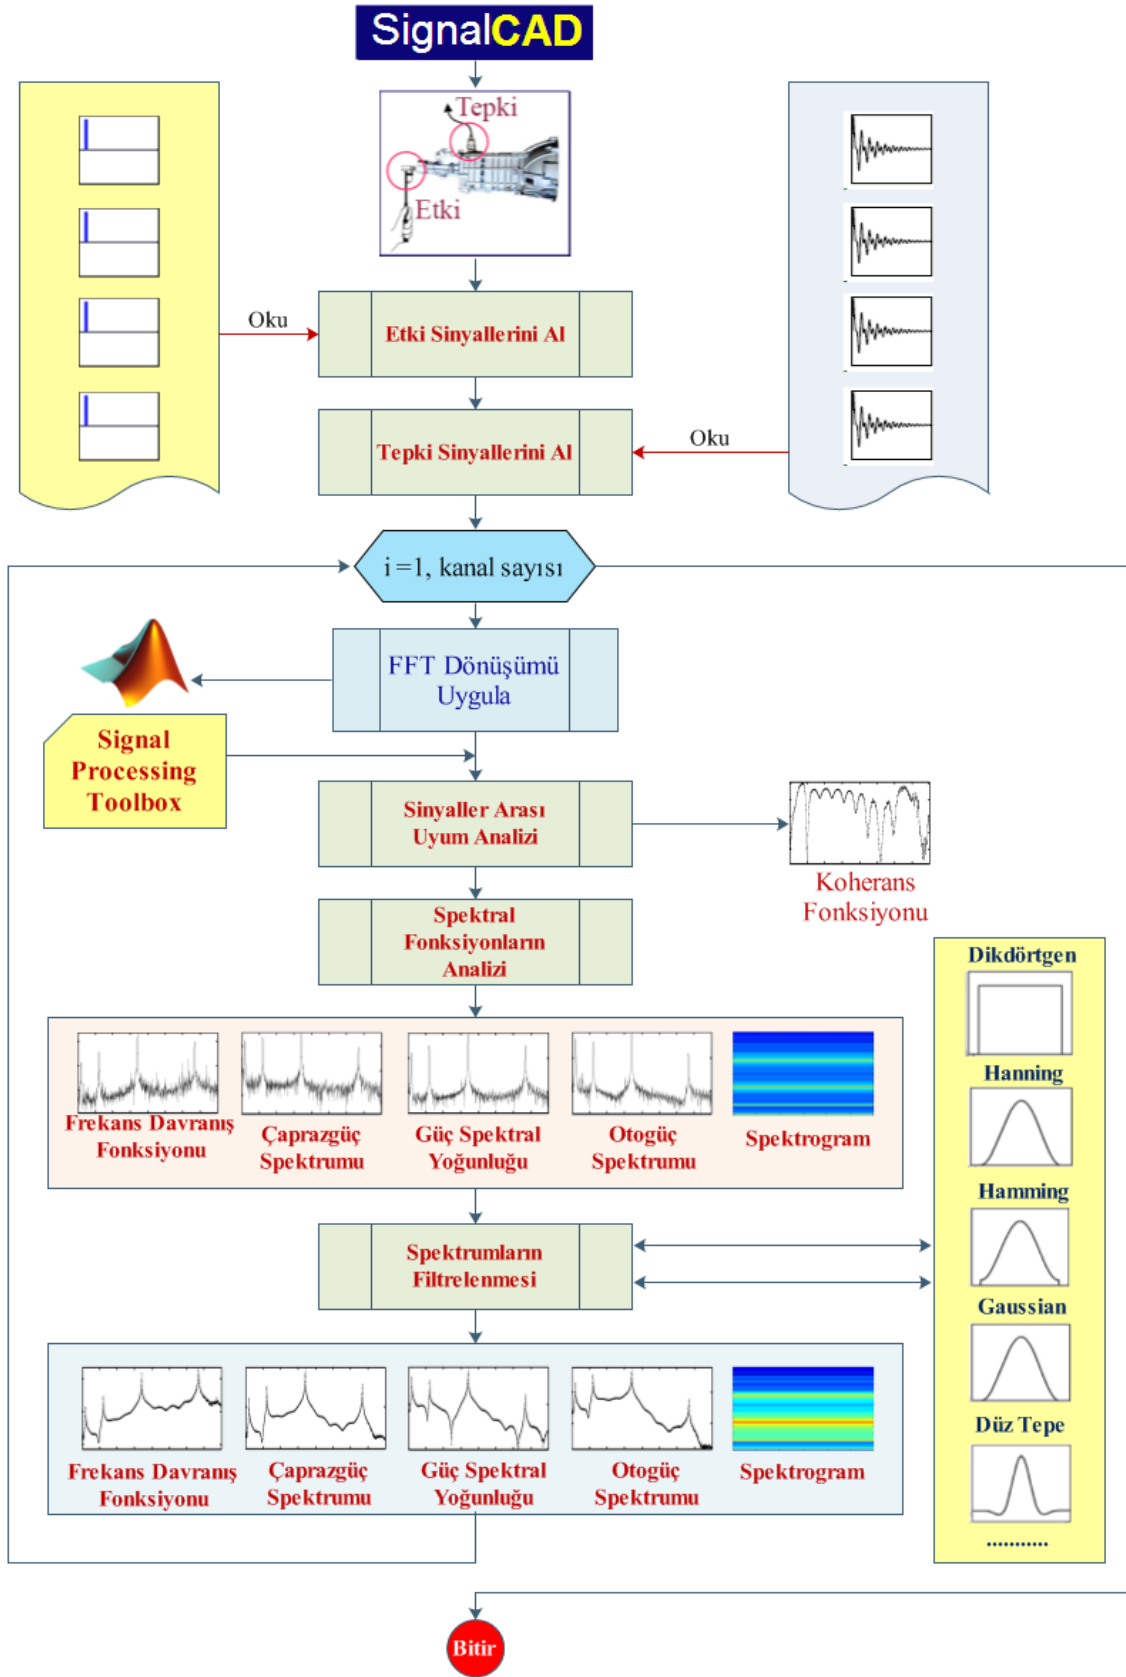 SignalCAD
Tepki
Etki
Oku
Etki Sinyallerini Al
Tepki Sinyallerini Al
Oku
i =1, kanal sayısı
FFT Dönüşümü
Uygula
Signal
Processing
Toolbox
Sinyaller Arası
Uyum Analizi
Koherans
Fonksiyonu
Spektral
Fonksiyonların
Analizi
Frekans Davranış
Fonksiyonu
Çaprazgüç
Spektrumu
Güç Spektral
Yoğunluğu
Otogüç
Spektrumu
Spektrogram
Dikdörtgen
Hanning
Hamming
Gaussian
Düz Tepe
...........
Spektrumların
Filtrelenmesi
Frekans Davranış
Fonksiyonu
Çaprazgüç
Spektrumu
Güç Spektral
Yoğunluğu
Otogüç
Spektrumu
Spektrogram
Bitir